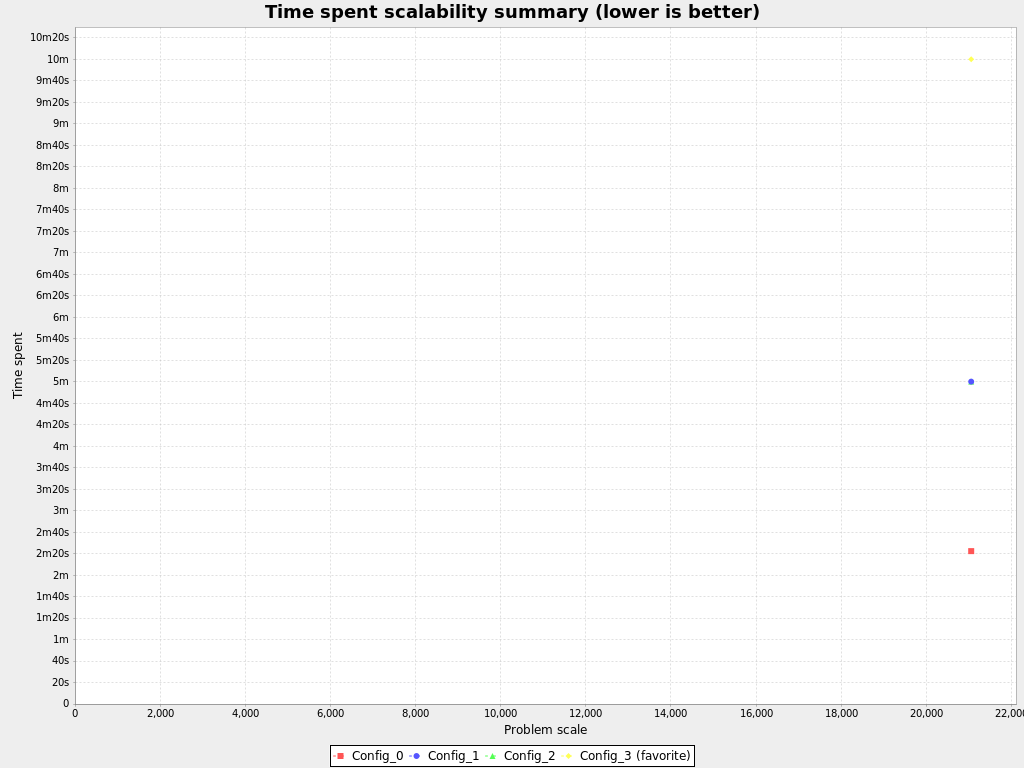 Time spent scalability summary (lower is better)
10m20s
10m
9m40s
9m20s
9m
8m40s
8m20s
8m
7m40s
7m20s
7m
6m40s
6m20s
6m
5m40s
5m20s
5m
4m40s
4m20s
4m
3m40s
3m20s
3m
2m40s
2m20s
2m
1m40s
1m20s
1m
40s
20s
0
Time spent
0 2,000 4,000 6,000 8,000 10,000 12,000 14,000 16,000 18,000 20,000 22,000
Problem scale
Config_0 Config_1 Config_2 Config_3 (favorite)